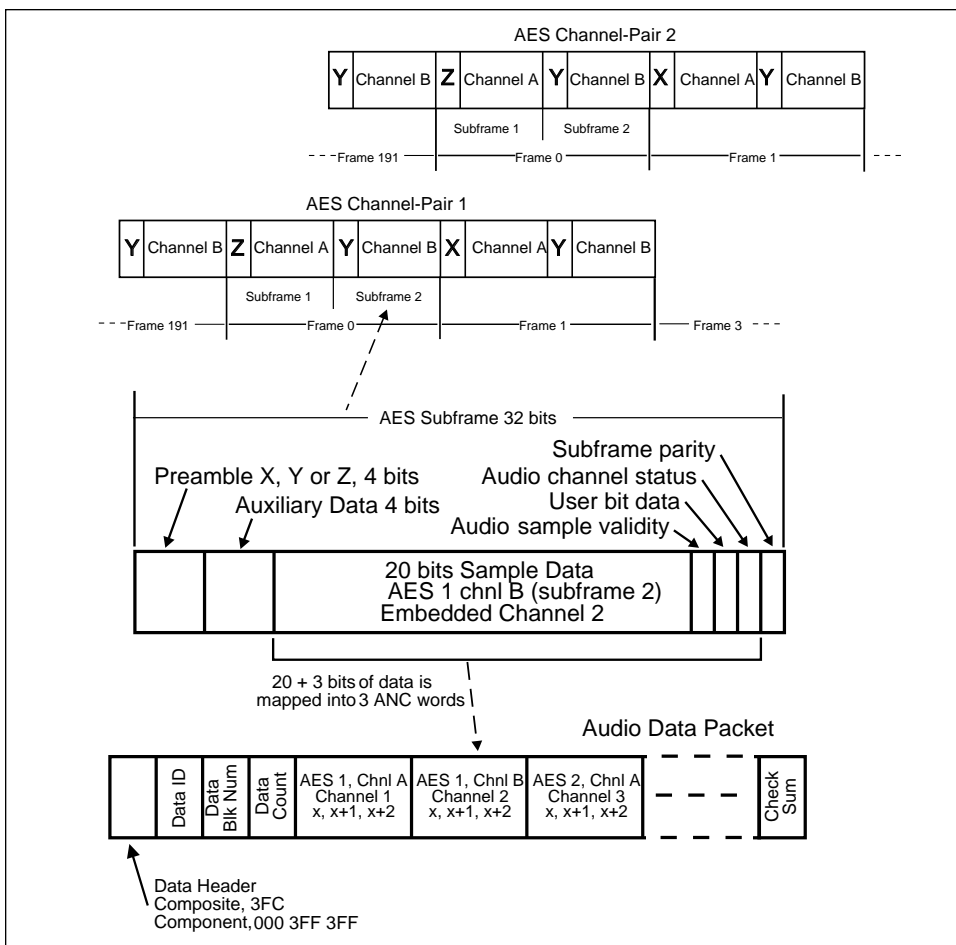 AES Channel-Pair 2
Y Channel B Z Channel A Y Channel B X Channel A Y Channel B
Subframe 1 Subframe 2
Frame 191 Frame 0 Frame 1
AES Channel-Pair 1
Y Channel B Z Channel A Y Channel B X Channel A Y Channel B
Subframe 1 Subframe 2
Frame 191 Frame 0 Frame 1 Frame 3
AES Subframe 32 bits
Subframe parity
Preamble X, Y or Z, 4 bits
Audio channel status
Auxiliary Data 4 bits
User bit data
Audio sample validity
20 bits Sample Data
AES 1 chnl B (subframe 2)
Embedded Channel 2
20 + 3 bits of data is
mapped into 3 ANC words
Audio Data Packet
Data ID
Data
Blk Num
Data
Count
AES 1, Chnl A
Channel 1
x, x+1, x+2
AES 1, Chnl B
Channel 2
x, x+1, x+2
AES 2, Chnl A
Channel 3
x, x+1, x+2
Check
Sum
Data Header
Composite, 3FC
Component, 000 3FF 3FF